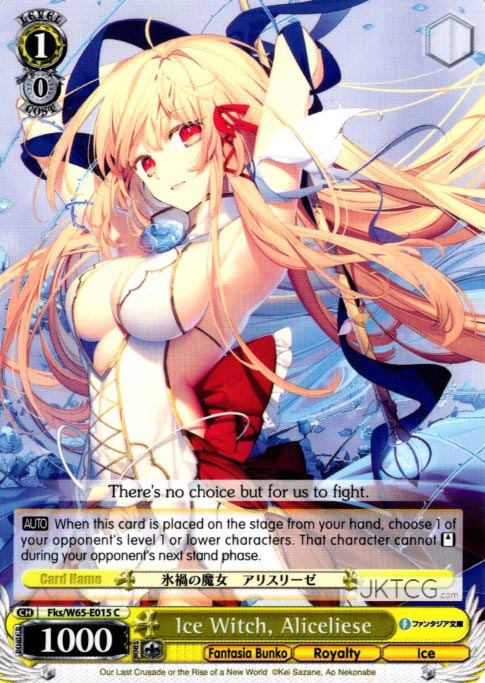 LEVEL
1
0
COST
There's no choice but for us to fight.
AUTO When this card is placed on the stage from your hand, choose 1 of
your opponent's level 1 or lower characters. That character cannot
during your opponent's next stand phase.
Card Name 氷禍の魔女 アリスリーゼ
JKTCG.com
CH Fks/W65-E015 C
POWER 1000 SOUL Ice Witch, Aliceliese ファンタジア文庫
Fantasia Bunko Royalty Ice
Our Last Crusade or the Rise of a New World ©Kei Sazane, Ao Nekonabe